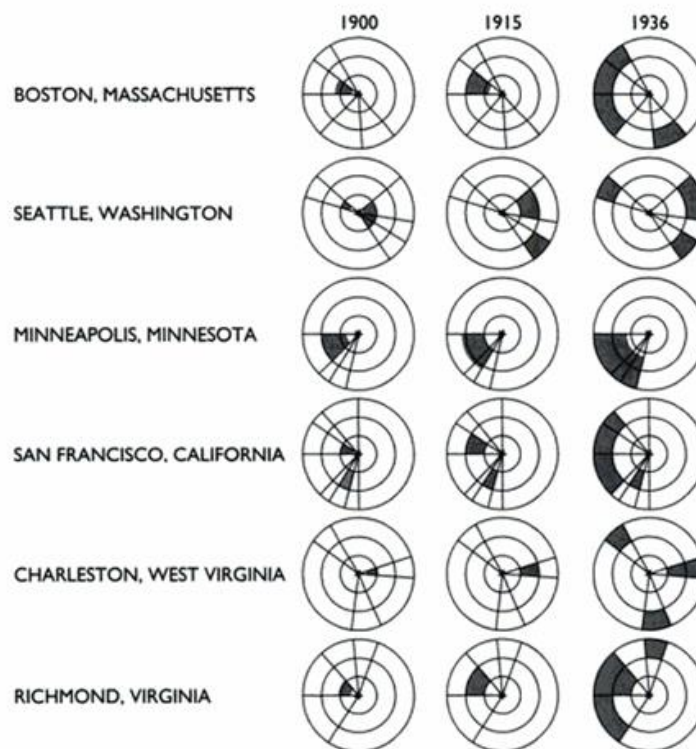 1900 1915 1936
BOSTON, MASSACHUSETTS
SEATTLE, WASHINGTON
MINNEAPOLIS, MINNESOTA
SAN FRANCISCO, CALIFORNIA
CHARLESTON, WEST VIRGINIA
RICHMOND, VIRGINIA